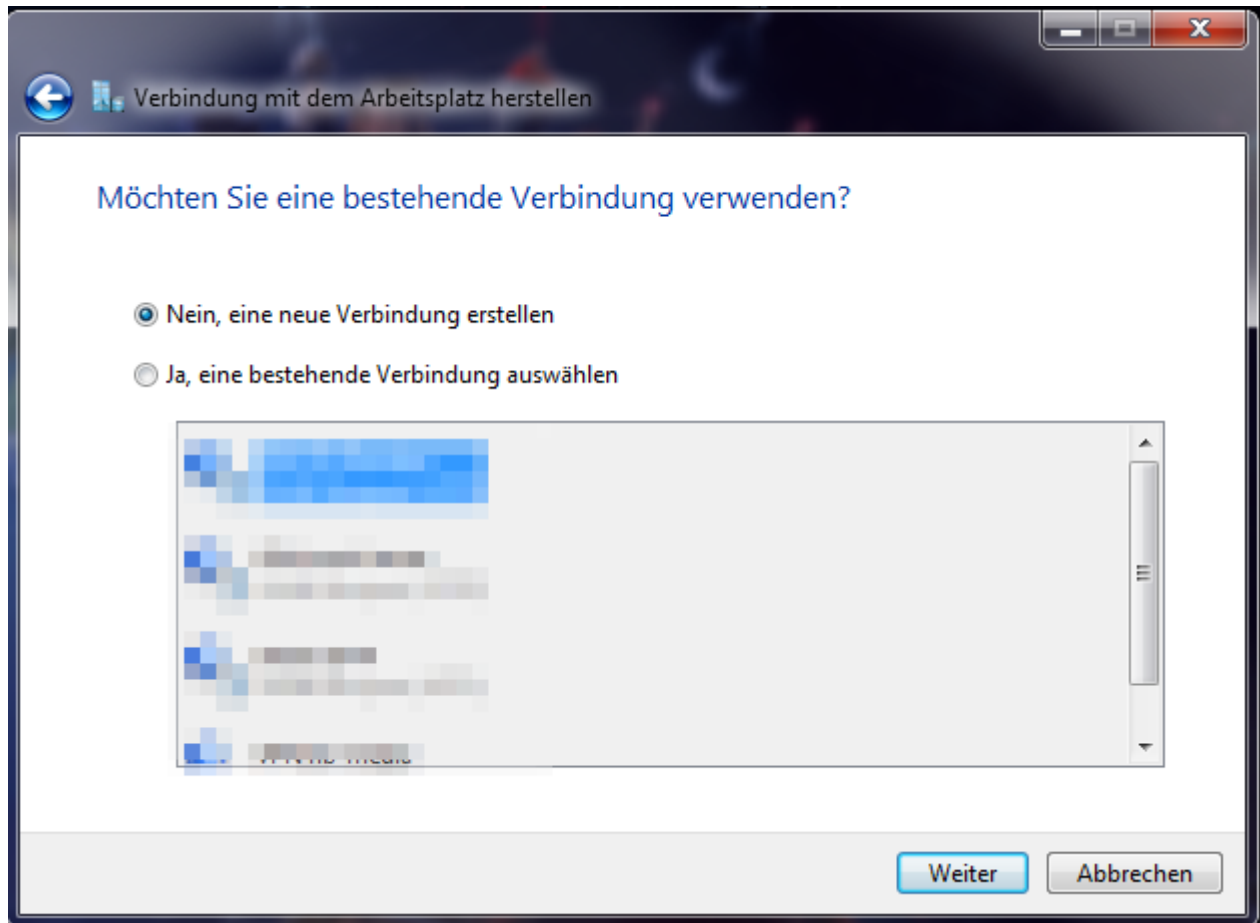 Verbindung mit dem Arbeitsplatz herstellen
Möchten Sie eine bestehende Verbindung verwenden?
Nein, eine neue Verbindung erstellen
Ja, eine bestehende Verbindung auswählen
Weiter
Abbrechen